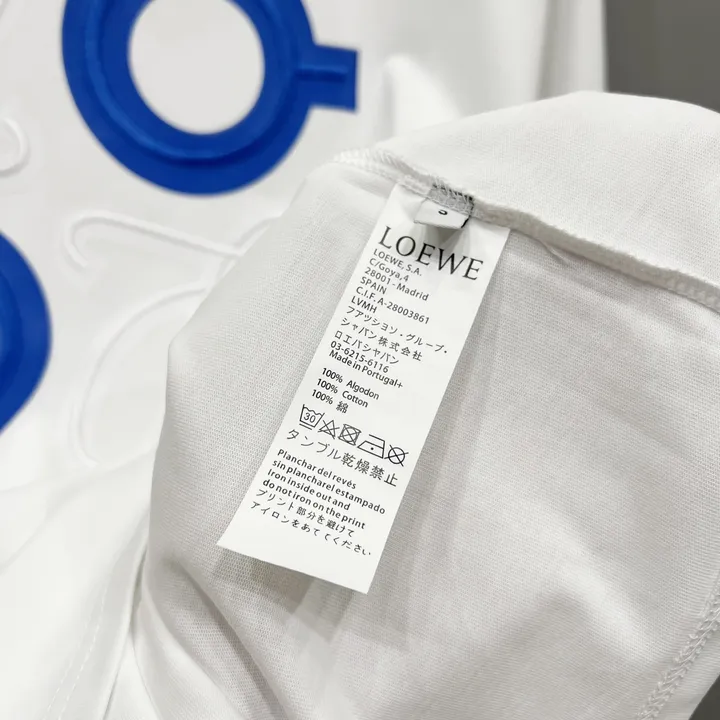 S
LOEWE
LOEWE, S.A.
C/Goya,4
28001-Madrid
SPAIN
C.I.F. A-28003861
LVMH
ファッション・グループ・
ジャパン株式会社
ロエベジャパン
03-6215-6116
Made in Portugal+
100% Algodon
100% Cotton
100% 綿
30
タンブル乾燥禁止
Planchar del revés
sin plancharel estampado
Iron inside out and
do not iron on the print
プリント部分を避けて
アイロンをあててください